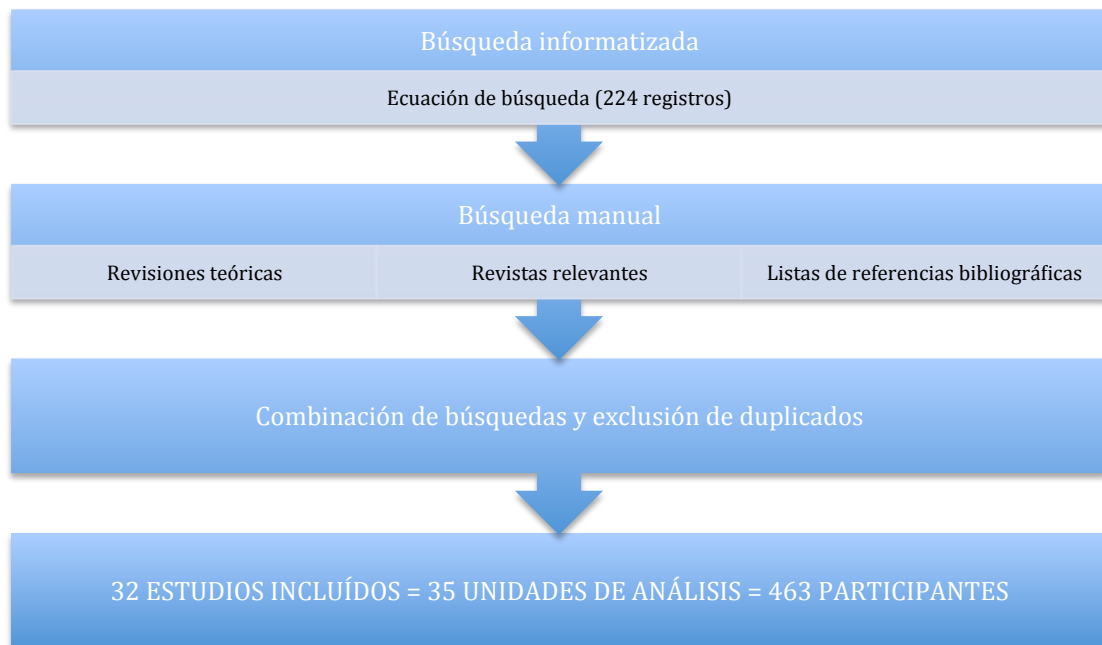 Búsqueda informatizada
Ecuación de búsqueda (224 registros)
Búsqueda manual
Revisiones teóricas
Revistas relevantes
Listas de referencias bibliográficas
Combinación de búsquedas y exclusión de duplicados
32 ESTUDIOS INCLUÍDOS = 35 UNIDADES DE ANÁLISIS = 463 PARTICIPANTES